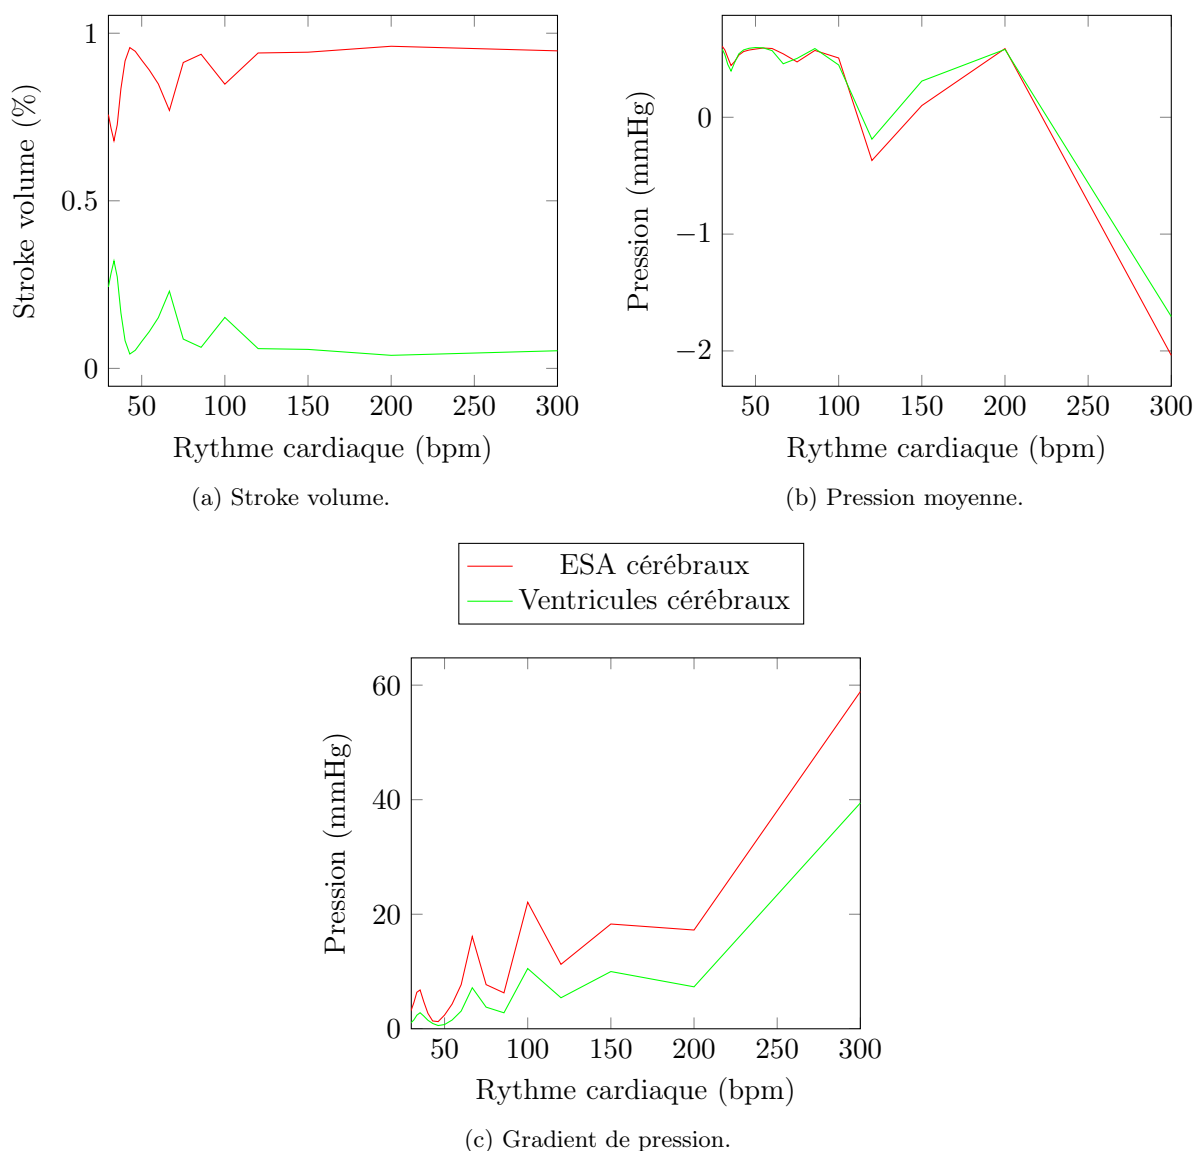 1
0.5
0
50 100 150 200 250 300
Stroke volume (%)
Rythme cardiaque (bpm)
(a) Stroke volume.
0
−1
−2
50 100 150 200 250 300
Pression (mmHg)
Rythme cardiaque (bpm)
(b) Pression moyenne.
ESA cérébraux
Ventricules cérébraux
60
40
20
0
50 100 150 200 250 300
Pression (mmHg)
Rythme cardiaque (bpm)
(c) Gradient de pression.